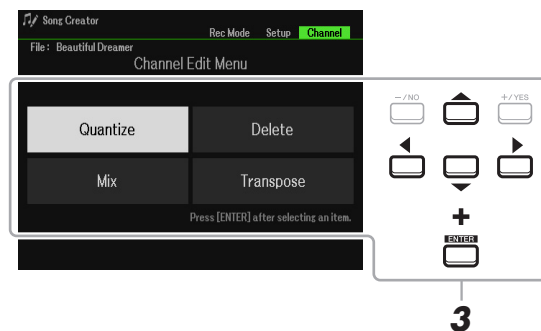 Song Creator
Rec Mode Setup Channel
File : Beautiful Dreamer
Channel Edit Menu
Quantize Delete
Mix Transpose
Press [ENTER] after selecting an item.
−/NO +/YES
+
ENTER
3